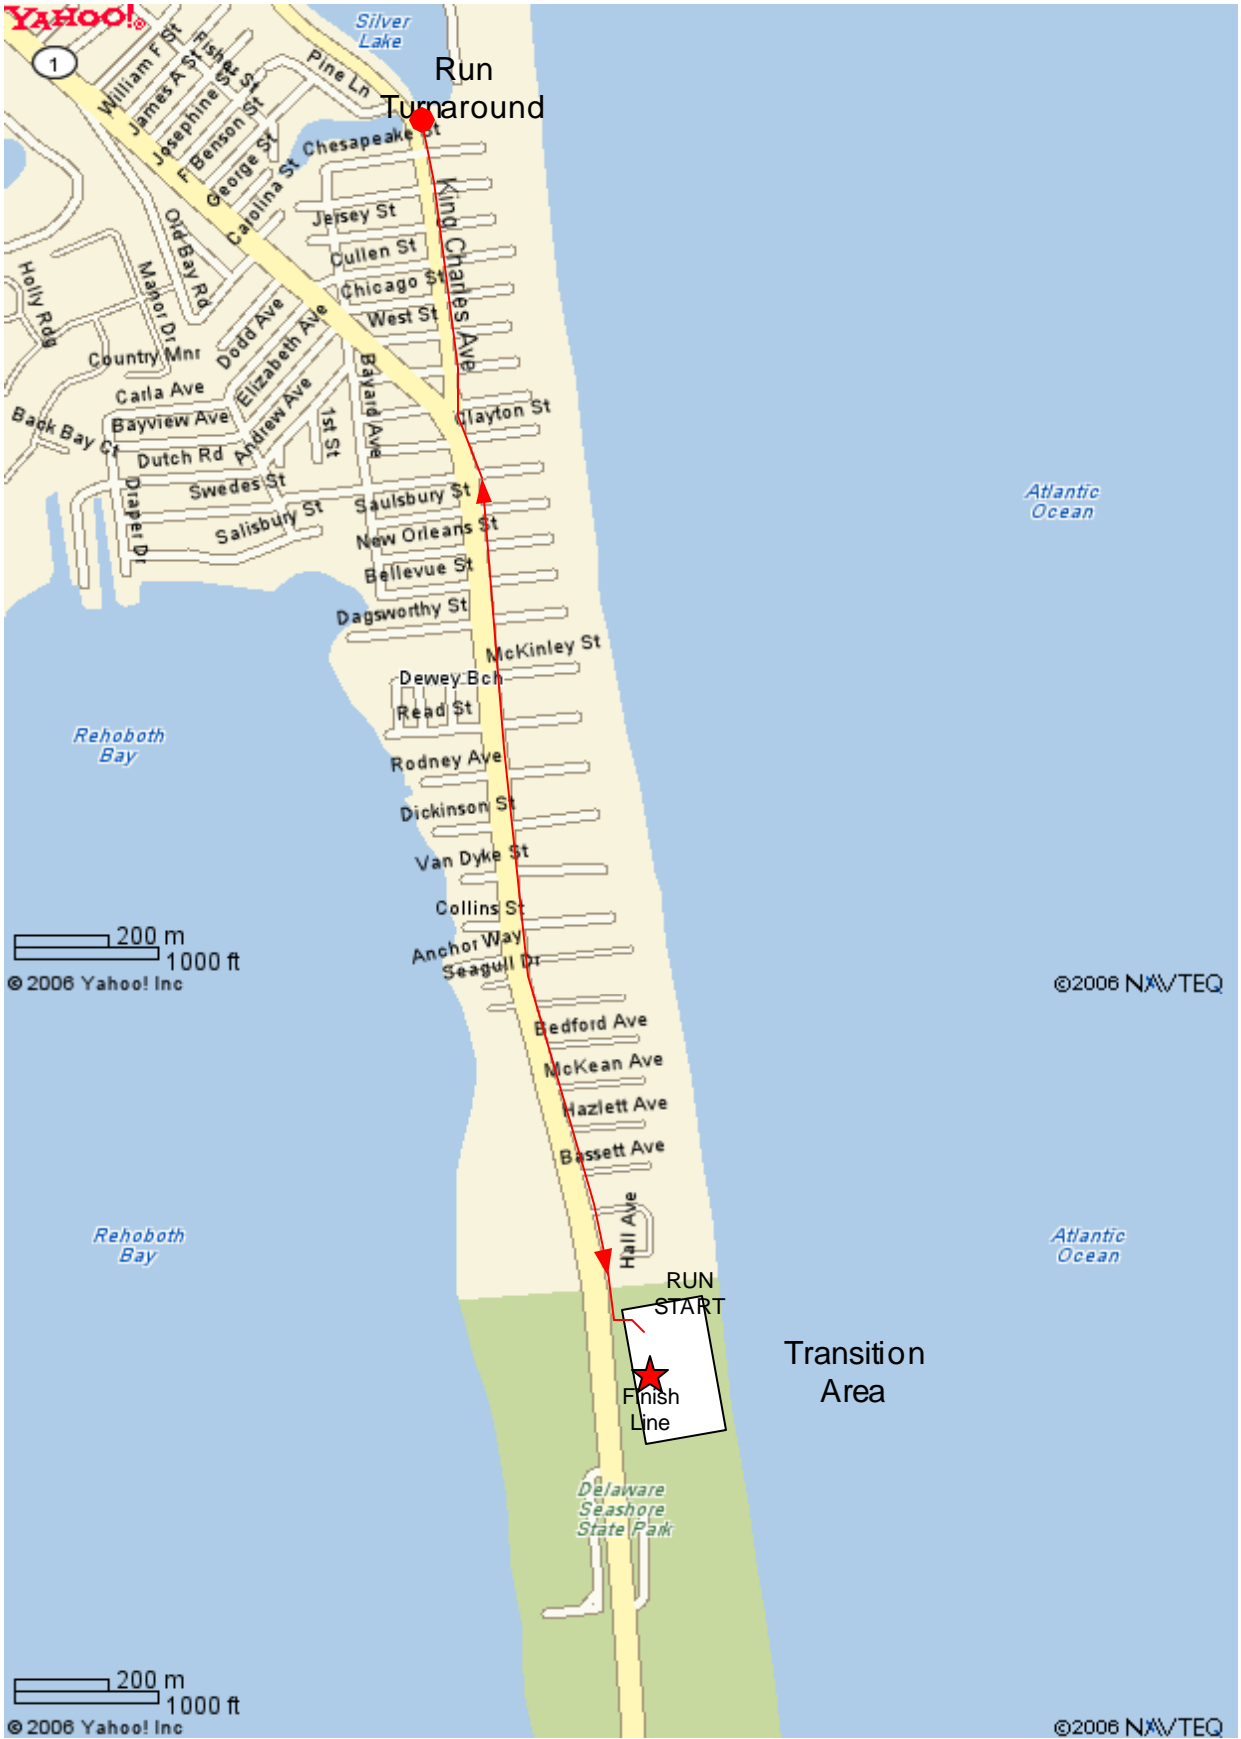 YAHOO!®
Silver
Lake
1
William F St
James A St
Fisher St
Josephine S
F Benson St
George St
Carolina St
Pine Ln
Run
Turnaround
Chesapeake St
King Charles Ave
Jersey St
Cullen St
Chicago St
West St
Old Bay Rd
Manor Dr
Holly Rdg
Country Mnr
Dodd Ave
Elizabeth Ave
Carla Ave
Bayview Ave
Back Bay Ct
Andrew Ave
1st St
Bayard Ave
Clayton St
Dutch Rd
Swedes St
Draper Dr
Salisbury St
Saulsbury St
New Orleans St
Bellevue St
Dagsworthy St
McKinley St
Dewey Bch
Read St
Rodney Ave
Dickinson St
Van Dyke St
Collins St
Anchor Way
Seagull Dr
Atlantic
Ocean
Rehoboth
Bay
200 m
1000 ft
© 2006 Yahoo! Inc
©2006 NAVTEQ
Bedford Ave
McKean Ave
Hazlett Ave
Bassett Ave
Hall Ave
Rehoboth
Bay
Atlantic
Ocean
RUN
START
Transition
Area
Finish
Line
Delaware
Seashore
State Park
200 m
1000 ft
© 2006 Yahoo! Inc
©2006 NAVTEQ